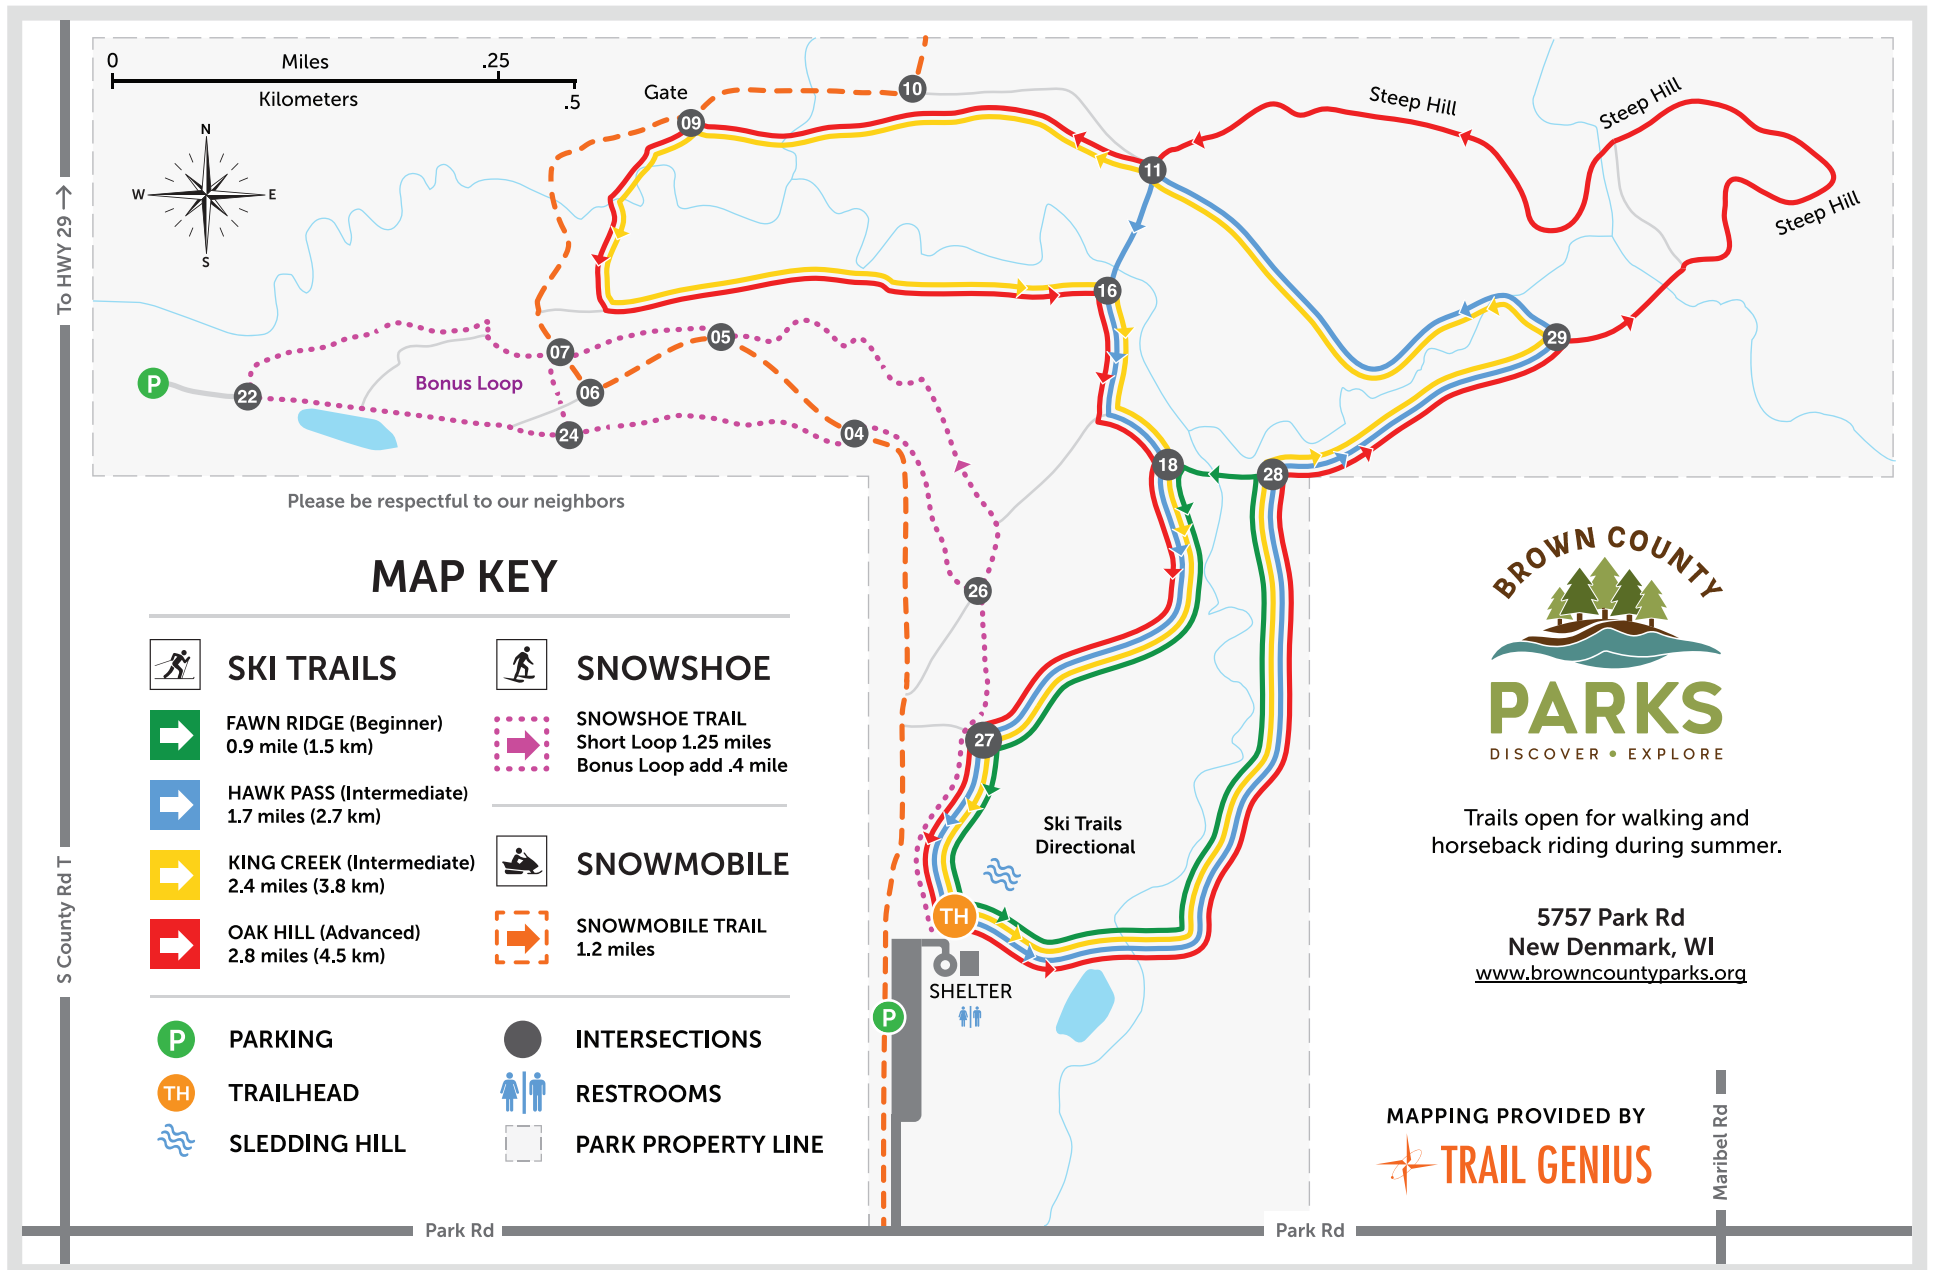 0 Miles .25
Kilometers .5
N
W E
S
Gate
09
10
11
Steep Hill
Steep Hill
Steep Hill
16
29
07
05
06
Bonus Loop
P
22
24
04
18
28
26
27
To HWY 29 →
S County Rd T
Please be respectful to our neighbors
MAP KEY
SKI TRAILS
FAWN RIDGE (Beginner)
0.9 mile (1.5 km)
HAWK PASS (Intermediate)
1.7 miles (2.7 km)
KING CREEK (Intermediate)
2.4 miles (3.8 km)
OAK HILL (Advanced)
2.8 miles (4.5 km)
SNOWSHOE
SNOWSHOE TRAIL
Short Loop 1.25 miles
Bonus Loop add .4 mile
SNOWMOBILE
SNOWMOBILE TRAIL
1.2 miles
P PARKING
TH TRAILHEAD
SLEDDING HILL
INTERSECTIONS
RESTROOMS
PARK PROPERTY LINE
Ski Trails
Directional
TH
SHELTER
P
BROWN COUNTY
PARKS
DISCOVER • EXPLORE
Trails open for walking and
horseback riding during summer.
5757 Park Rd
New Denmark, WI
www.browncountyparks.org
MAPPING PROVIDED BY
TRAIL GENIUS
Maribel Rd
Park Rd
Park Rd